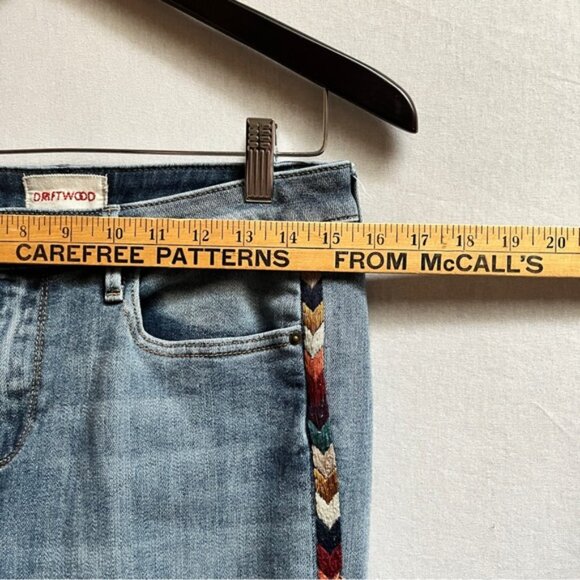 DRIFTWOOD
8 9 10 11 12 13 14 15 16 17 18 19 20
CAREFREE PATTERNS FROM McCALL'S